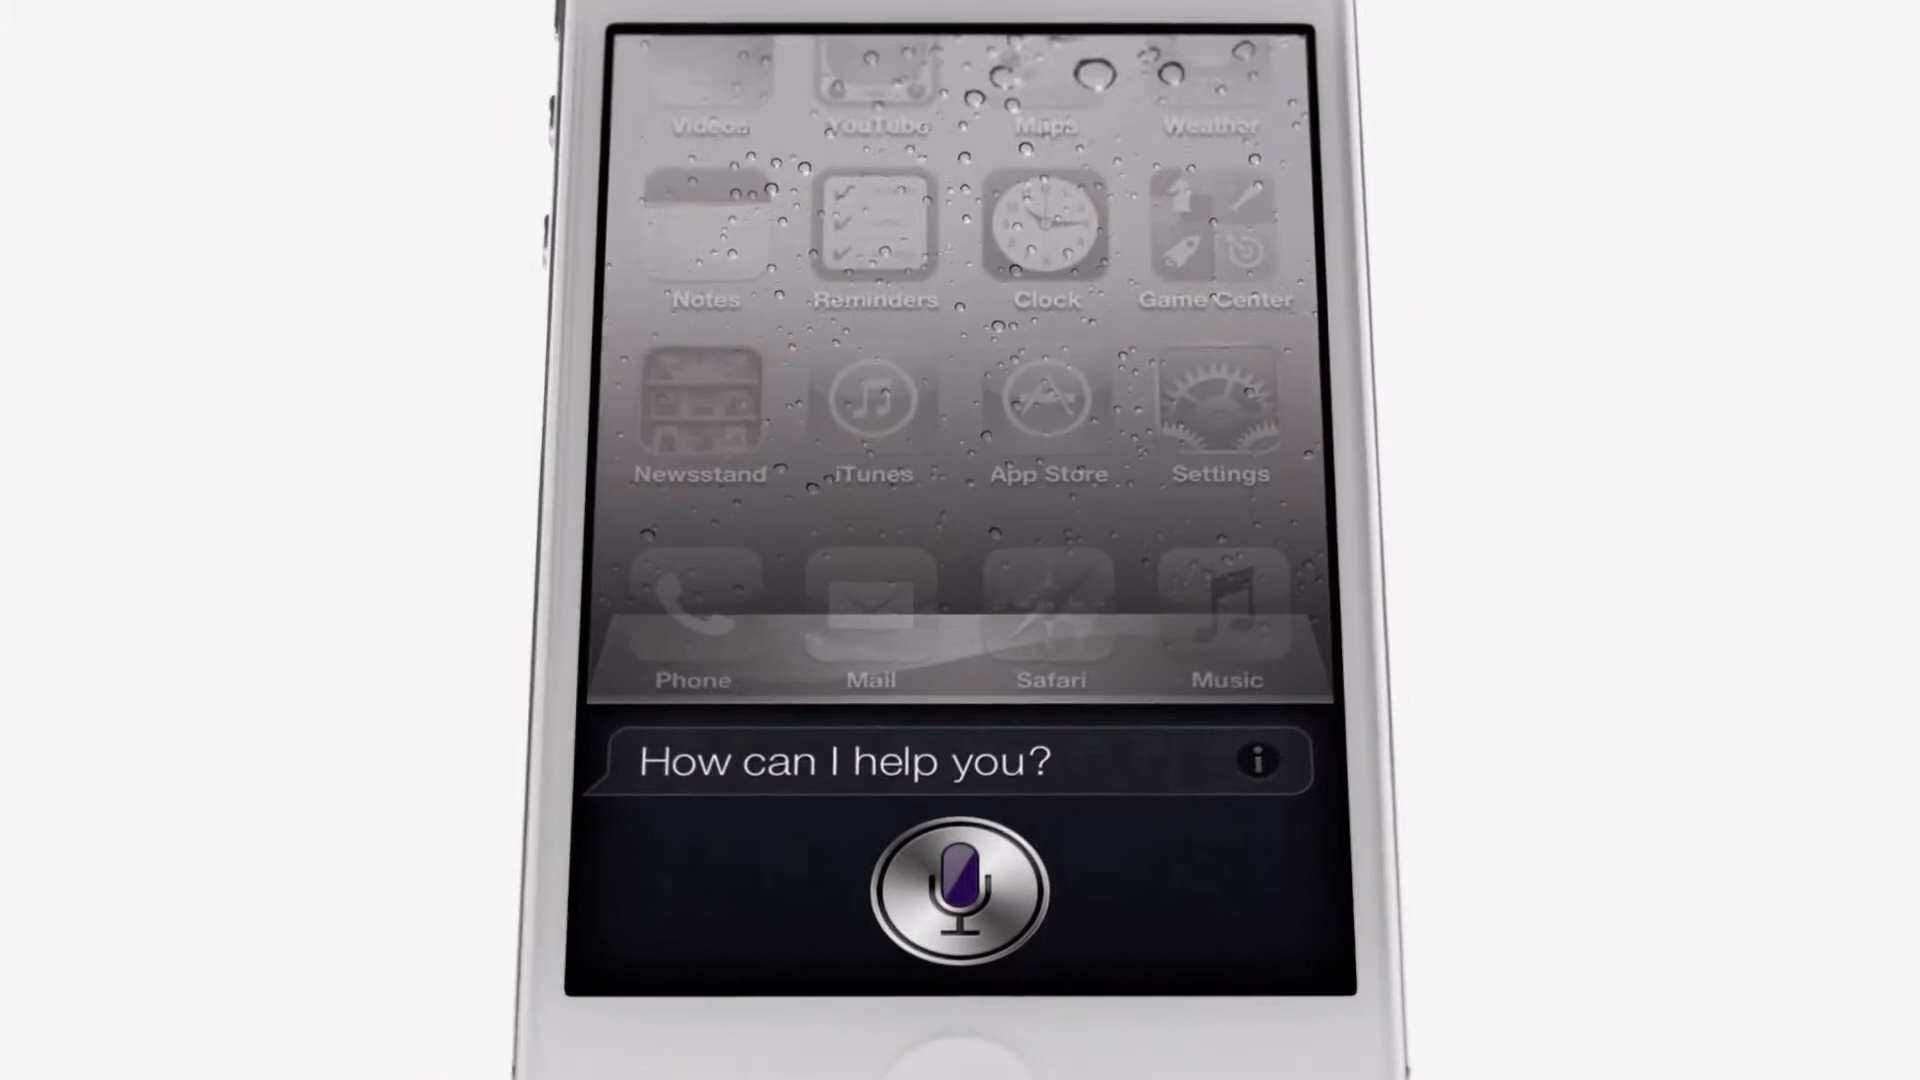 Videos YouTube Maps Weather
Notes Reminders Clock Game Center
Newsstand iTunes App Store Settings
Phone Mail Safari Music
How can I help you?
i